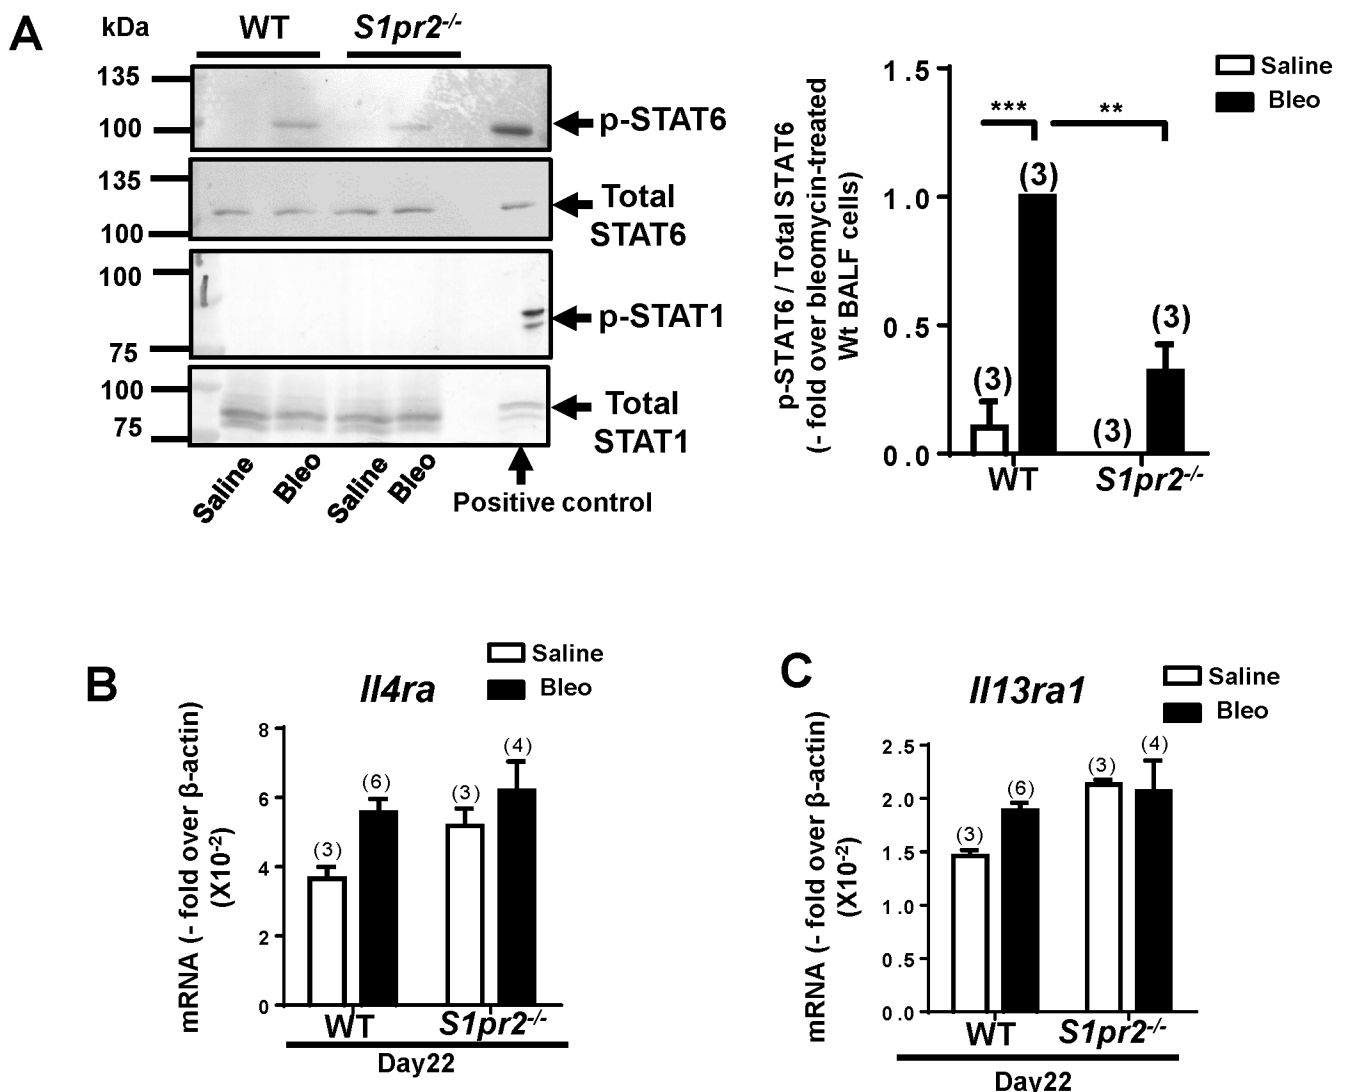 A
kDa
WT
S1pr2-/-
135
100
p-STAT6
135
100
Total
STAT6
100
75
p-STAT1
100
75
Total
STAT1
Saline
Bleo
Saline
Bleo
Positive control
p-STAT6 / Total STAT6
(- fold over bleomycin-treated
Wt BALF cells)
Saline
Bleo
1.5
1.0
0.5
0.0
***
**
(3)
(3)
(3)
(3)
WT
S1pr2-/-
B
Il4ra
Saline
Bleo
mRNA (- fold over β-actin)
(X10-2)
8
6
4
2
0
(3)
(6)
(3)
(4)
WT
S1pr2-/-
Day22
C
Il13ra1
Saline
Bleo
mRNA (- fold over β-actin)
(X10-2)
2.5
2.0
1.5
1.0
0.5
0.0
(3)
(6)
(3)
(4)
WT
S1pr2-/-
Day22